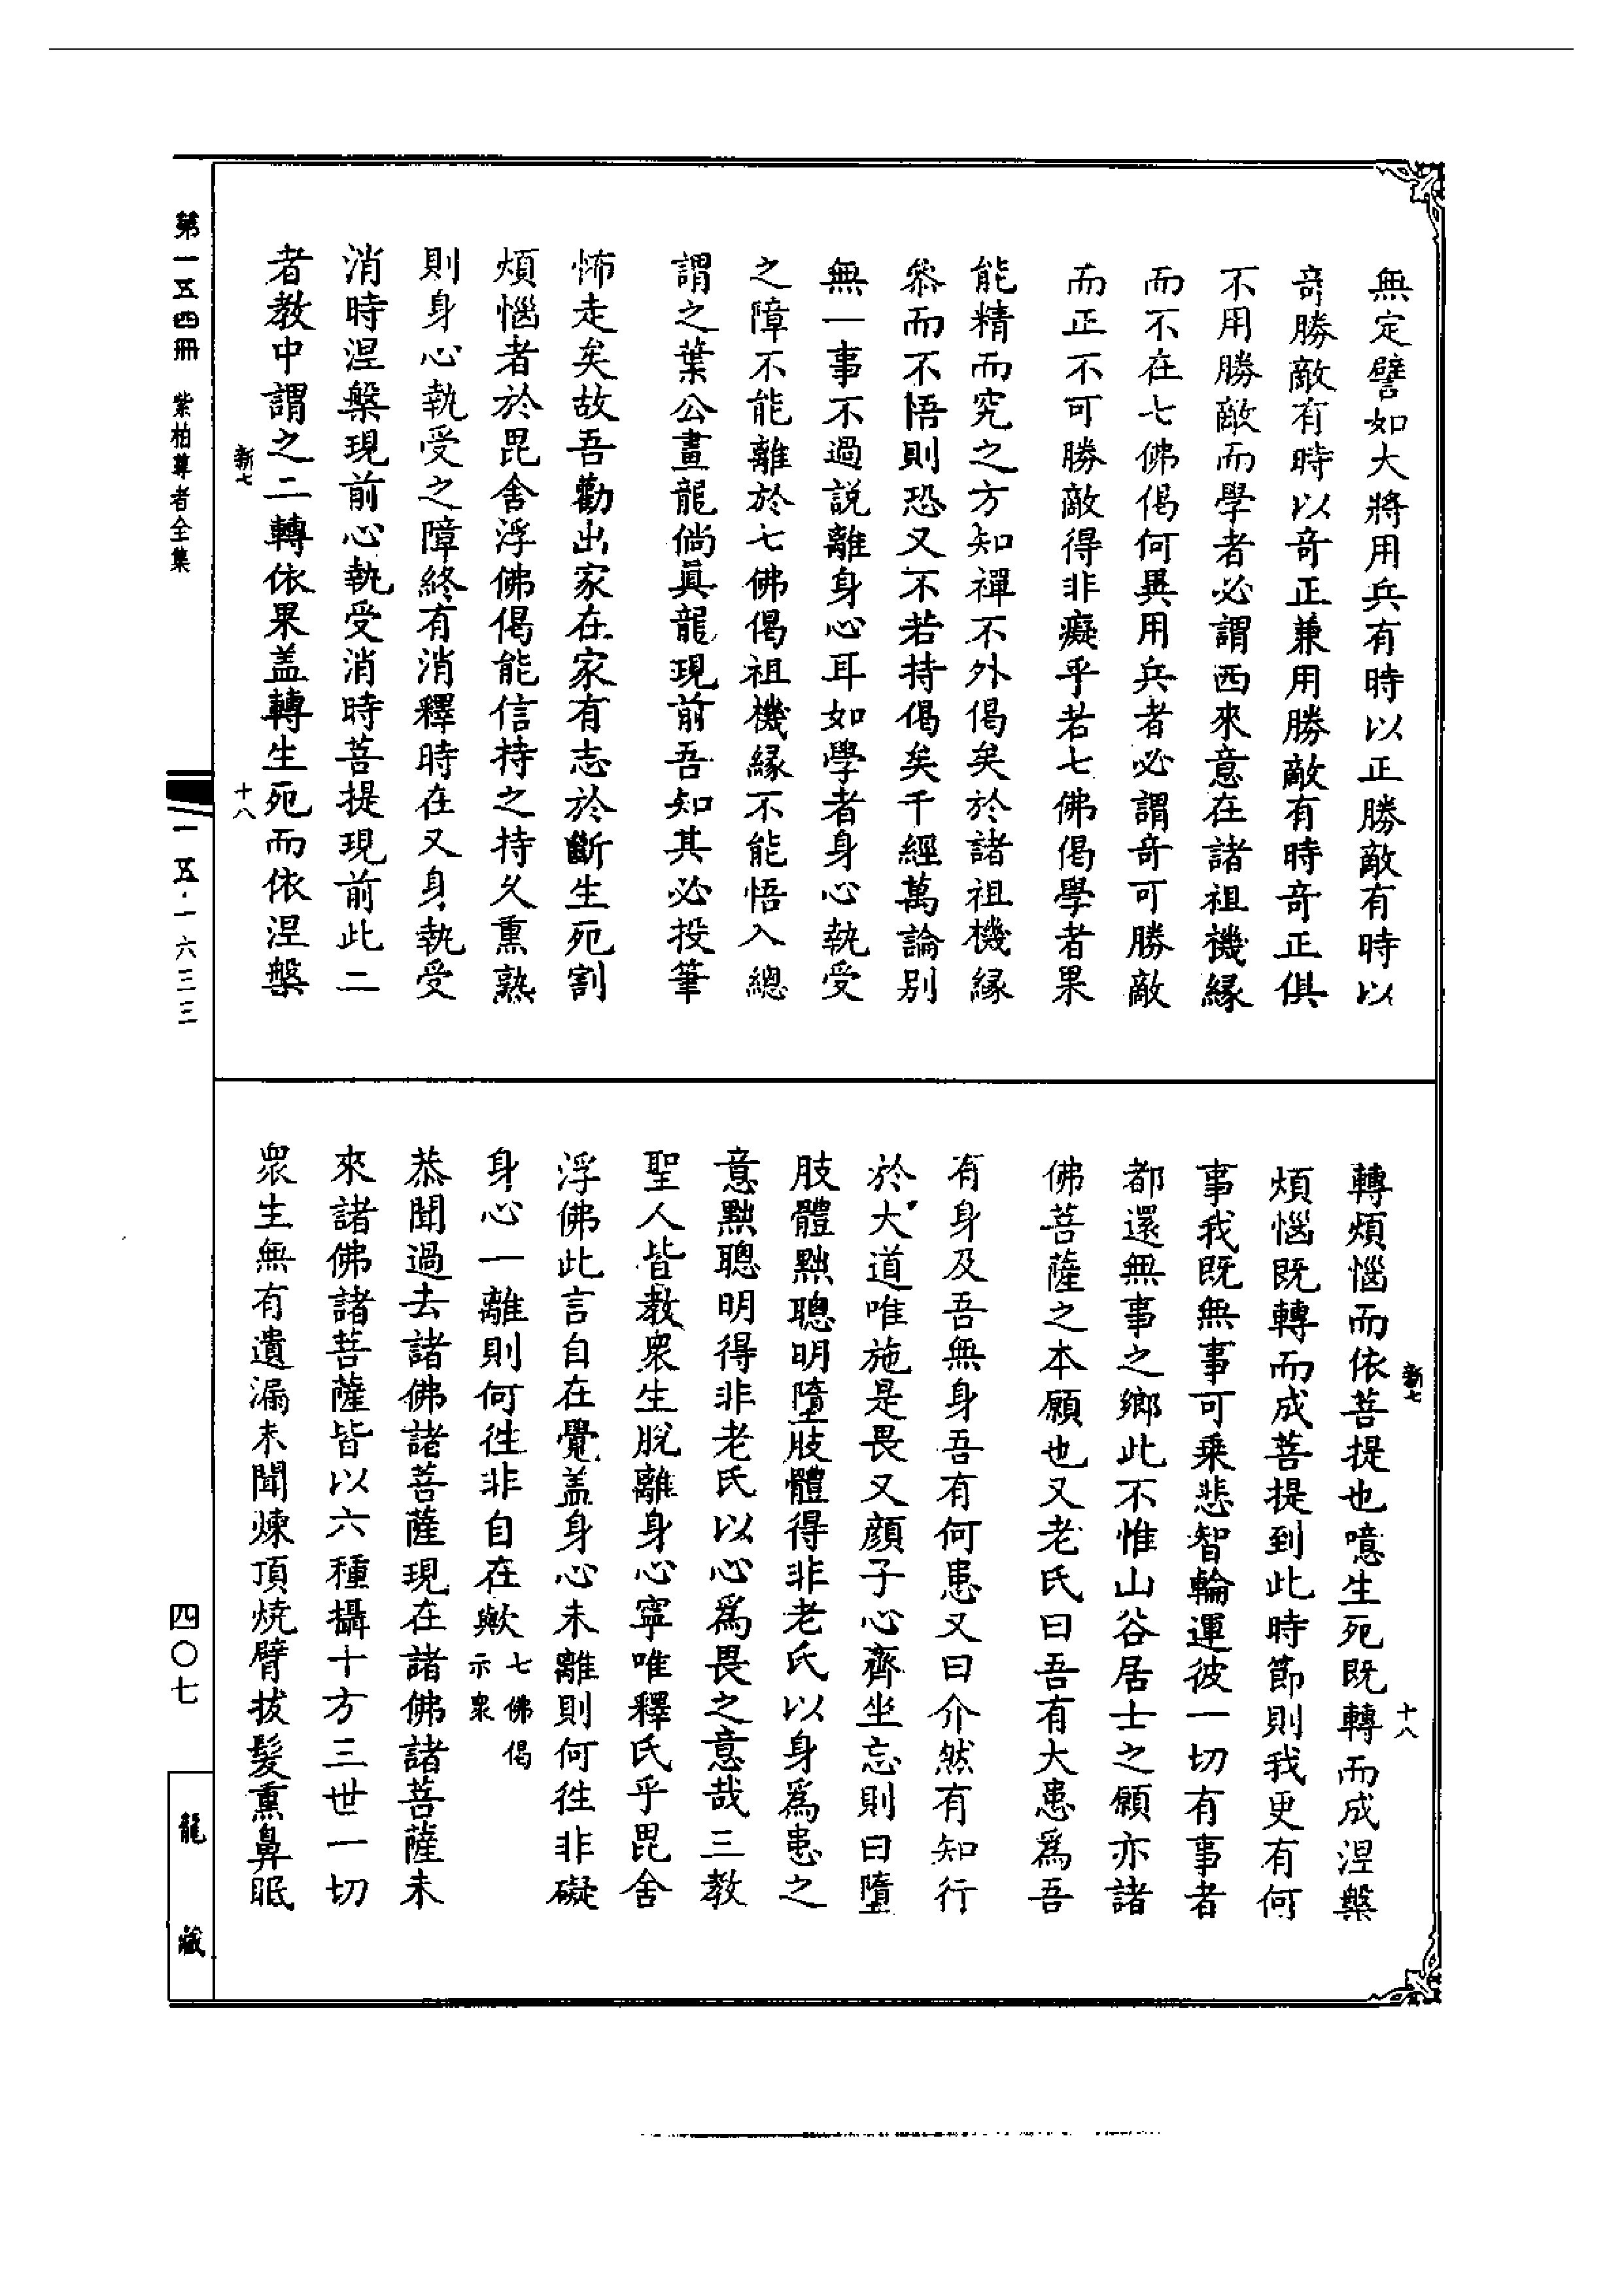 無定譬如大將用兵有時以正勝敵有時以
竒勝敵有時以竒正兼用勝敵有時竒正俱
不用勝敵而學者必謂西來意在諸祖機緣
而不在七佛偈何異用兵者必謂竒可勝敵
而正不可勝敵得非癡乎若七佛偈學者果
能精而究之方知禪不外偈矣於諸祖機緣
叅而不悟則恐又不若持偈矣千經萬論別
無一事不過説離身心耳如學者身心執受
之障不能離於七佛偈祖機緣不能悟入總
謂之葉公畫龍倘眞龍現前吾知其必投筆
怖走矣故吾勸出家在家有志於斷生死割
煩惱者於毘舍浮佛偈能信持之持久熏熟
則身心執受之障終有消釋時在又身執受
消時涅槃現前心執受消時菩提現前此二
者教中謂之二轉依果盖轉生死而依涅槃
新七
十八
新七
十八
轉煩惱而依菩提也噫生死既轉而成涅槃
煩惱既轉而成菩提到此時節則我更有何
事我既無事可乘悲智輪運彼一切有事者
都還無事之鄉此不惟山谷居士之願亦諸
佛菩薩之本願也又老氏曰吾有大患爲吾
有身及吾無身吾有何患又曰介然有知行
於大道唯施是畏又顔子心齊坐忘則曰墮
肢體黜聰明墮肢體得非老氏以身爲患之
意黜聰明得非老氏以心爲畏之意哉三教
聖人皆教衆生脫離身心寧唯釋氏乎毘舍
浮佛此言自在覺盖身心未離則何徃非礙
身心一離則何徃非自在歟七佛偈示衆
恭聞過去諸佛諸菩薩現在諸佛諸菩薩未
來諸佛諸菩薩皆以六種攝十方三世一切
衆生無有遺漏未聞煉頂燒臂拔髮熏鼻眠
第一五四冊 紫柏尊者全集
一五·一六三三
四〇七
龍藏